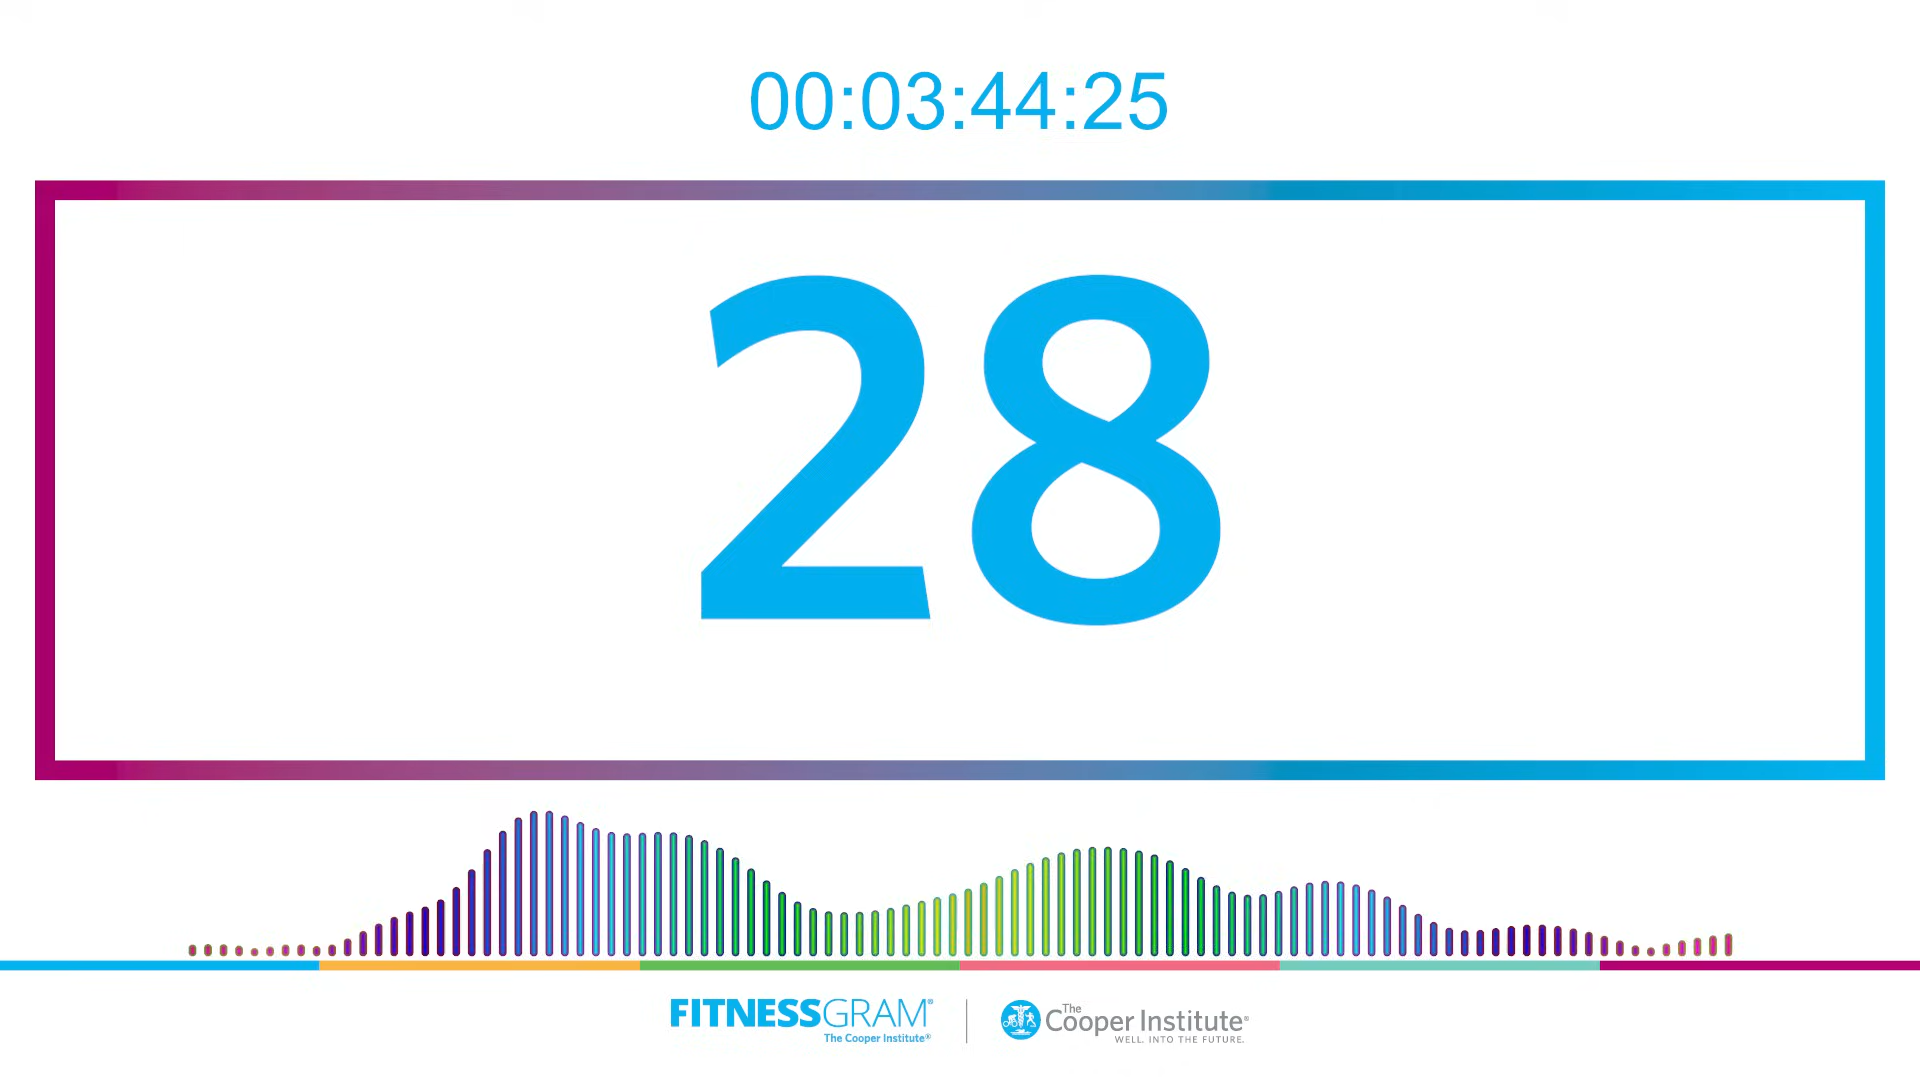 00:03:44:25
28
FITNESSGRAM®
The Cooper Institute®
The
Cooper Institute®
WELL. INTO THE FUTURE.